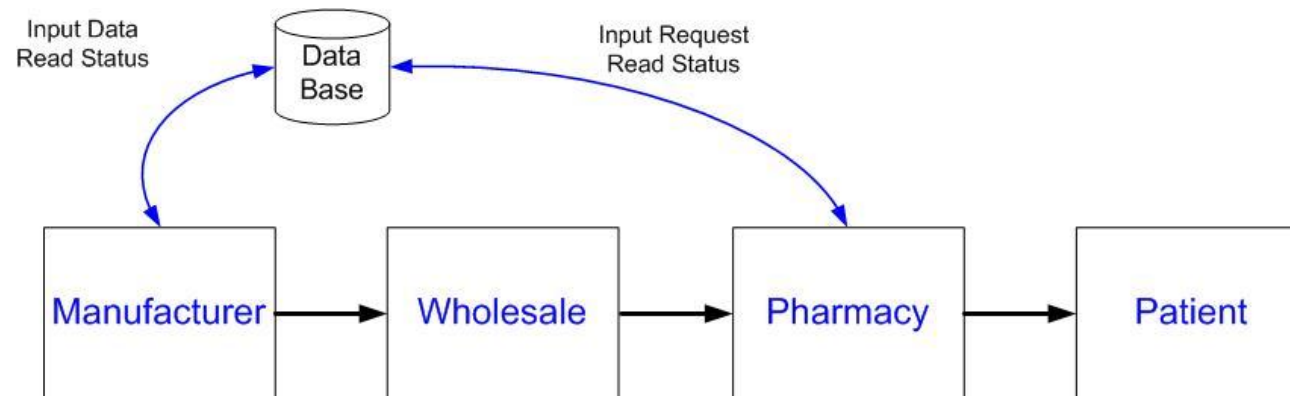 Input Data
Read Status
Data
Base
Input Request
Read Status
Manufacturer
Wholesale
Pharmacy
Patient